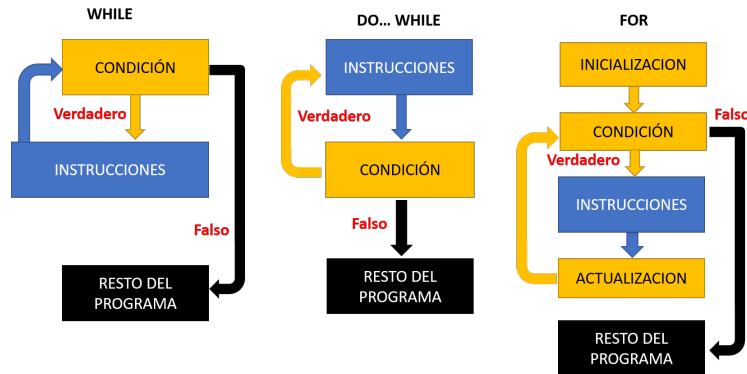 WHILE
CONDICIÓN
Verdadero
INSTRUCCIONES
Falso
RESTO DEL
PROGRAMA
DO... WHILE
INSTRUCCIONES
Verdadero
CONDICIÓN
Falso
RESTO DEL
PROGRAMA
FOR
INICIALIZACION
Falso
CONDICIÓN
Verdadero
INSTRUCCIONES
ACTUALIZACION
RESTO DEL
PROGRAMA